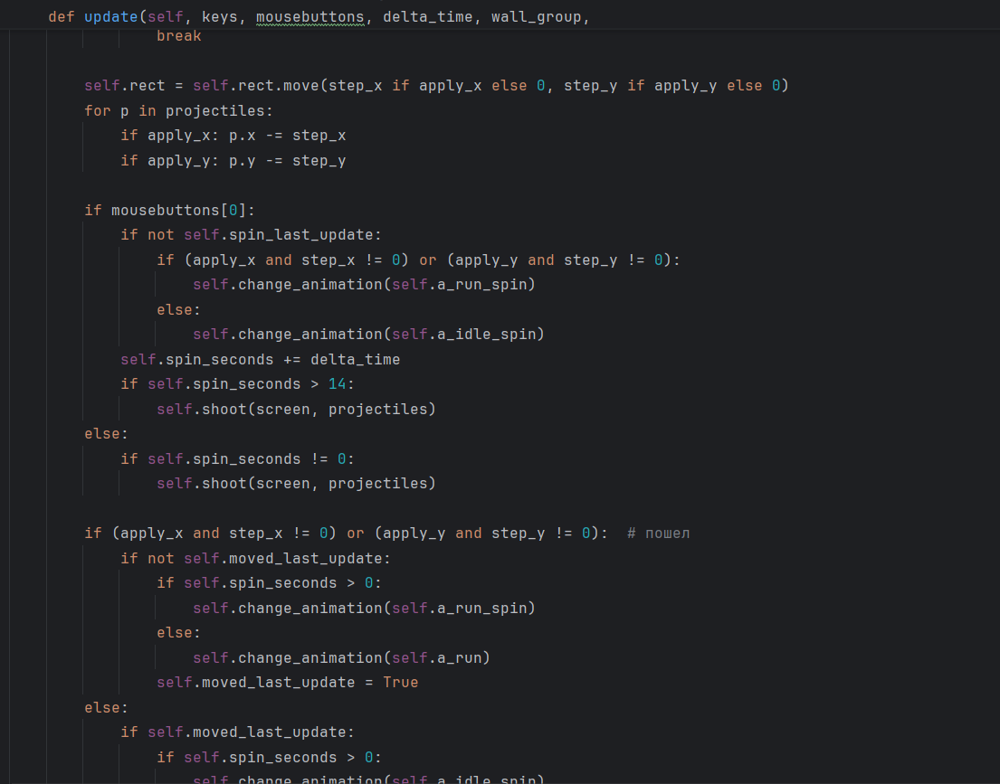 def update(self, keys, mousebuttons, delta_time, wall_group,
break
self.rect = self.rect.move(step_x if apply_x else 0, step_y if apply_y else 0)
for p in projectiles:
if apply_x: p.x -= step_x
if apply_y: p.y -= step_y
if mousebuttons[0]:
if not self.spin_last_update:
if (apply_x and step_x != 0) or (apply_y and step_y != 0):
self.change_animation(self.a_run_spin)
else:
self.change_animation(self.a_idle_spin)
self.spin_seconds += delta_time
if self.spin_seconds > 14:
self.shoot(screen, projectiles)
else:
if self.spin_seconds != 0:
self.shoot(screen, projectiles)
if (apply_x and step_x != 0) or (apply_y and step_y != 0):  # пошел
if not self.moved_last_update:
if self.spin_seconds > 0:
self.change_animation(self.a_run_spin)
else:
self.change_animation(self.a_run)
self.moved_last_update = True
else:
if self.moved_last_update:
if self.spin_seconds > 0:
self.change_animation(self.a_idle_spin)